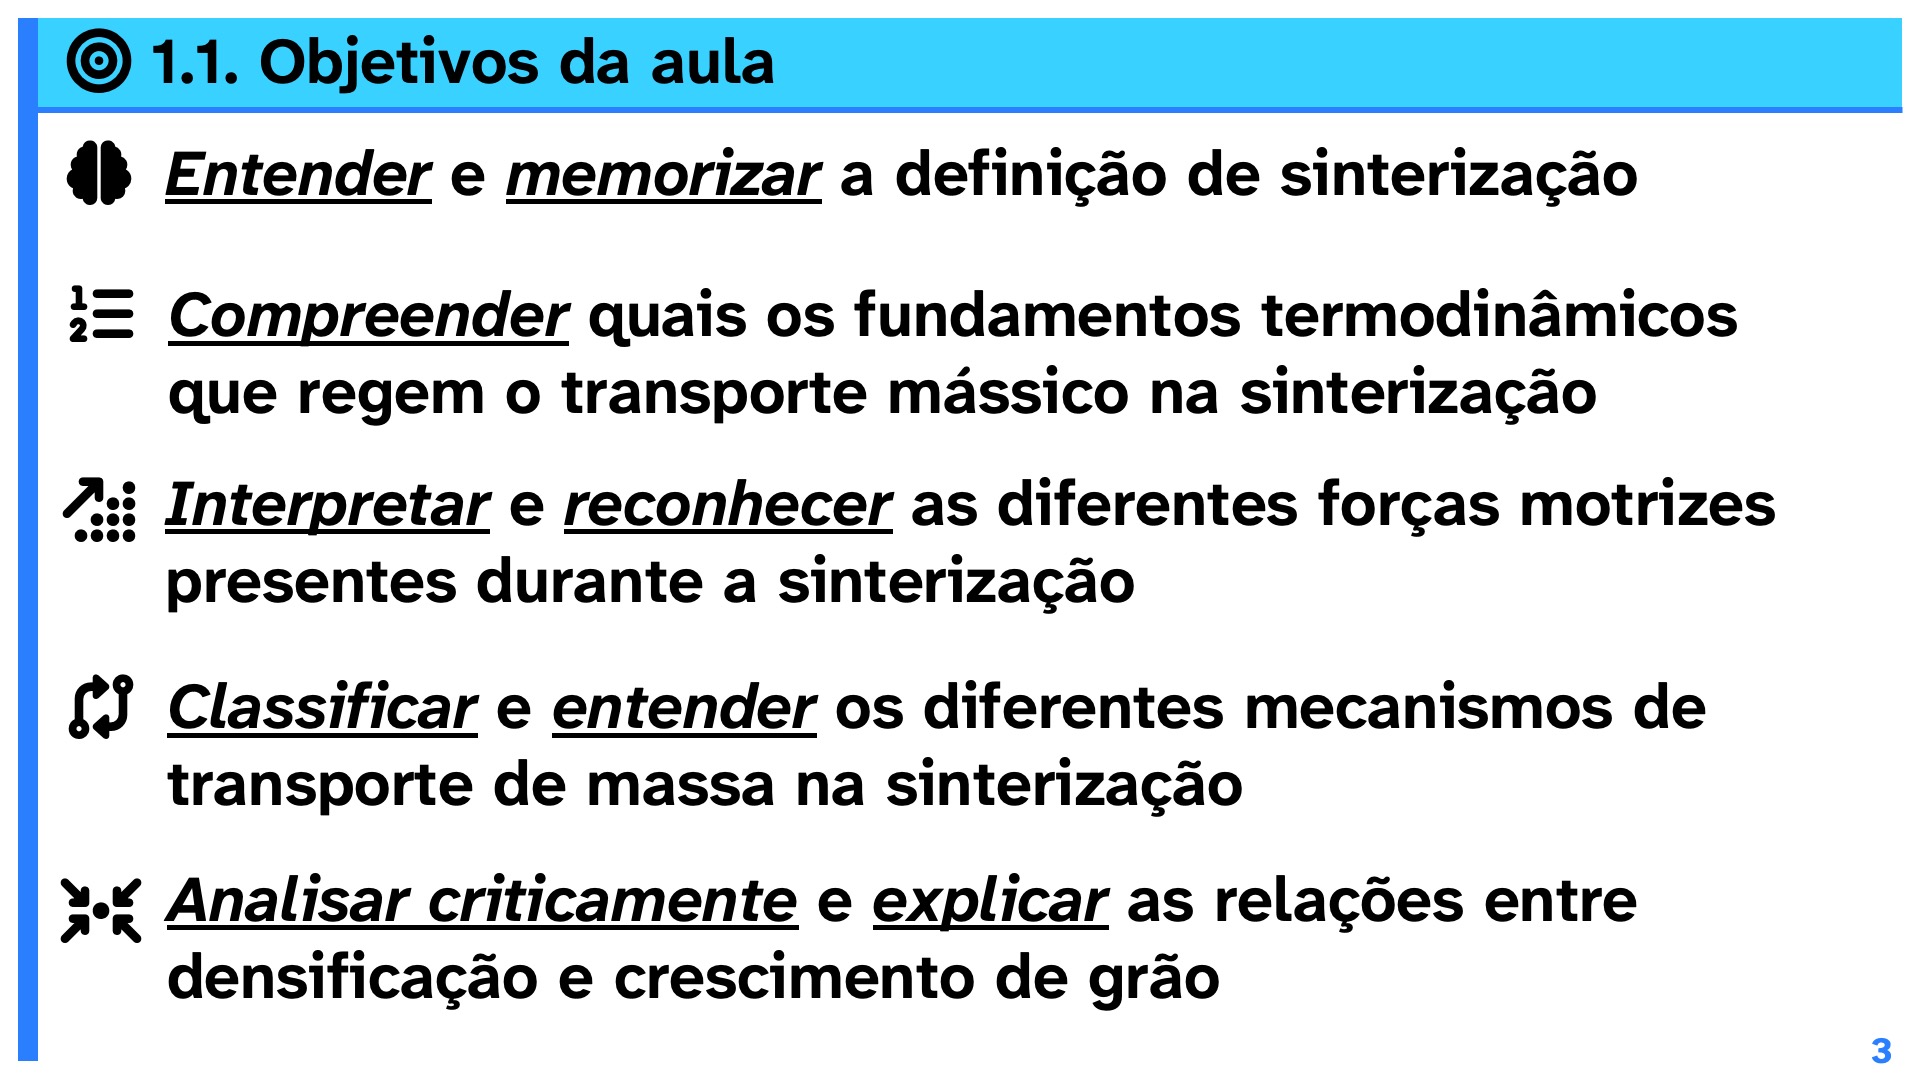 1.1. Objetivos da aula
Entender e memorizar a definição de sinterização
Compreender quais os fundamentos termodinâmicos
que regem o transporte mássico na sinterização
Interpretar e reconhecer as diferentes forças motrizes
presentes durante a sinterização
Classificar e entender os diferentes mecanismos de
transporte de massa na sinterização
Analisar criticamente e explicar as relações entre
densificação e crescimento de grão
3